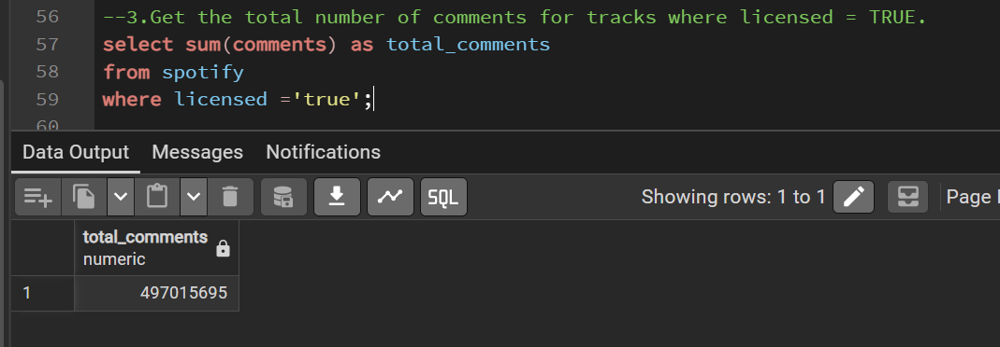 56 --3.Get the total number of comments for tracks where licensed = TRUE.
57 select sum(comments) as total_comments
58 from spotify
59 where licensed ='true';
60
Data Output Messages Notifications
SQL Showing rows: 1 to 1 Page
total_comments
numeric
1 497015695